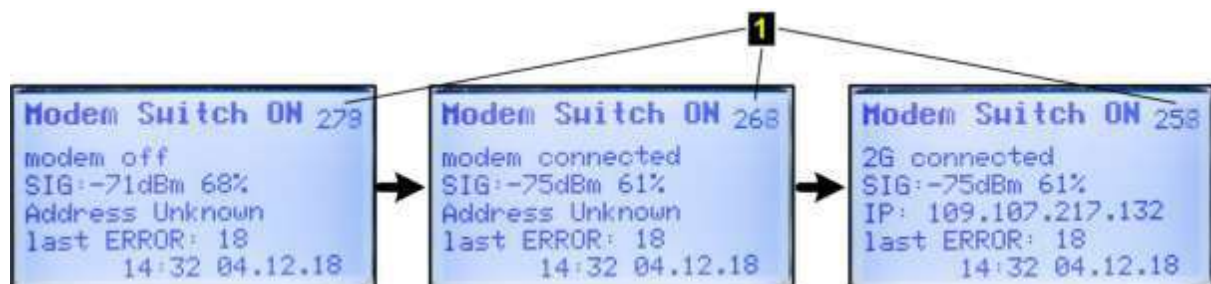 1
Modem Switch ON 279
modem off
SIG:-71dBm 68%
Address Unknown
last ERROR: 18
14:32 04.12.18
Modem Switch ON 268
modem connected
SIG:-75dBm 61%
Address Unknown
last ERROR: 18
14:32 04.12.18
Modem Switch ON 258
2G connected
SIG:-75dBm 61%
IP: 109.107.217.132
last ERROR: 18
14:32 04.12.18